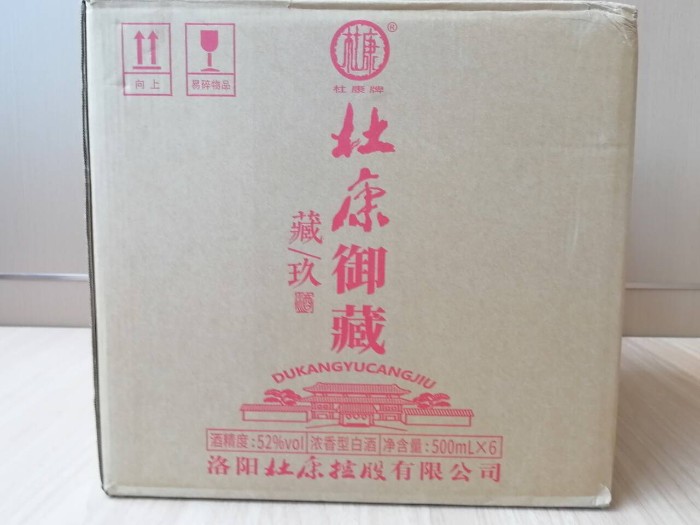 杜康
®
杜康牌
向上
易碎物品
杜康御藏
藏/玖
DUKANGYUCANGJIU
酒精度:52%vol 浓香型白酒 净含量:500mL×6
洛阳杜康控股有限公司